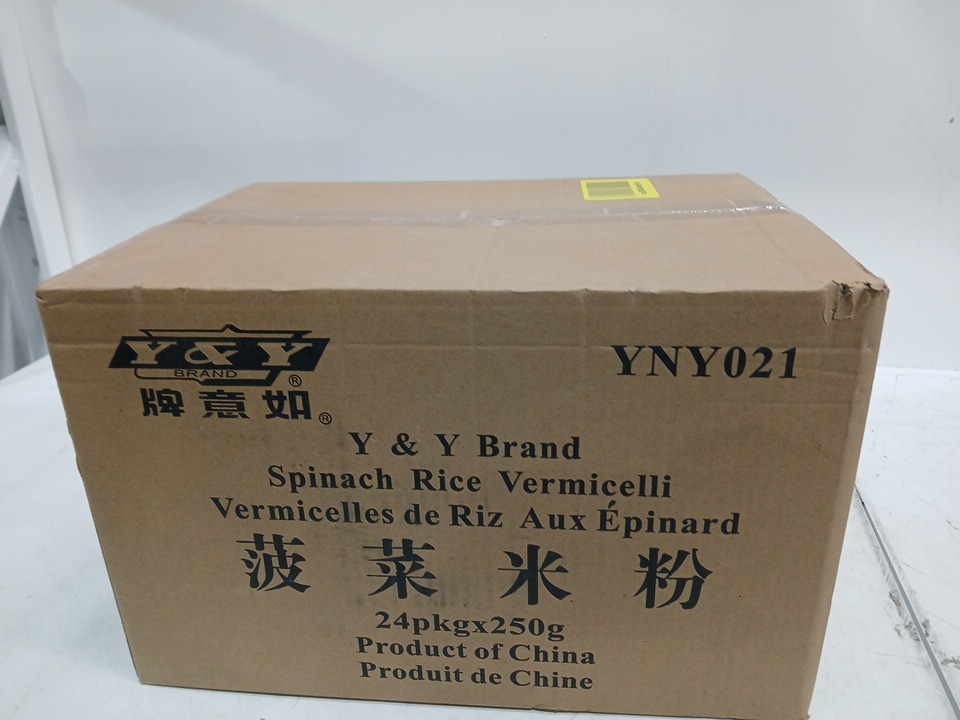 Y & Y
BRAND
®
牌意如®
YNY021
Y & Y Brand
Spinach Rice Vermicelli
Vermicelles de Riz Aux Épinard
菠菜米粉
24pkgx250g
Product of China
Produit de Chine